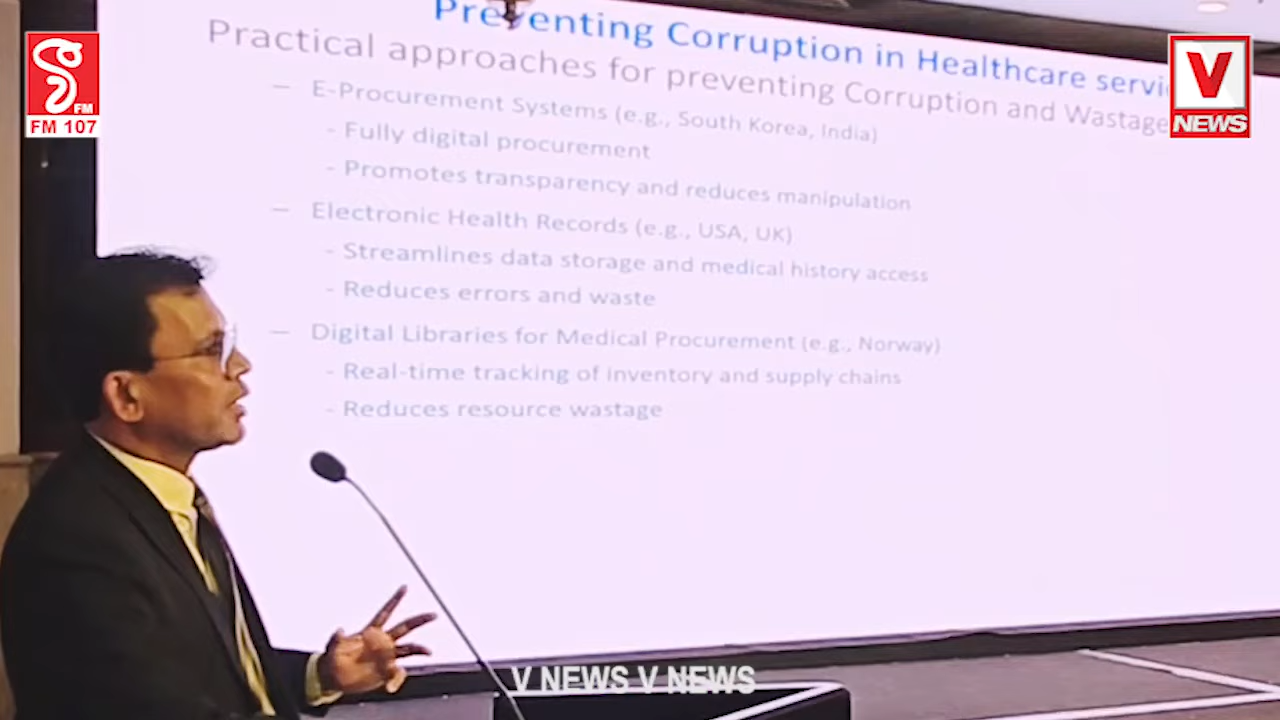 Preventing Corruption in Healthcare
Practical approaches for preventing Corruption and Wastage
— E-Procurement Systems (e.g., South Korea, India)
- Fully digital procurement
- Promotes transparency and reduces manipulation
— Electronic Health Records (e.g., USA, UK)
- Streamlines data storage and medical history access
- Reduces errors and waste
— Digital Libraries for Medical Procurement (e.g., Norway)
- Real-time tracking of inventory and supply chains
- Reduces resource wastage
FM
FM 107
V
NEWS
V NEWS V NEWS